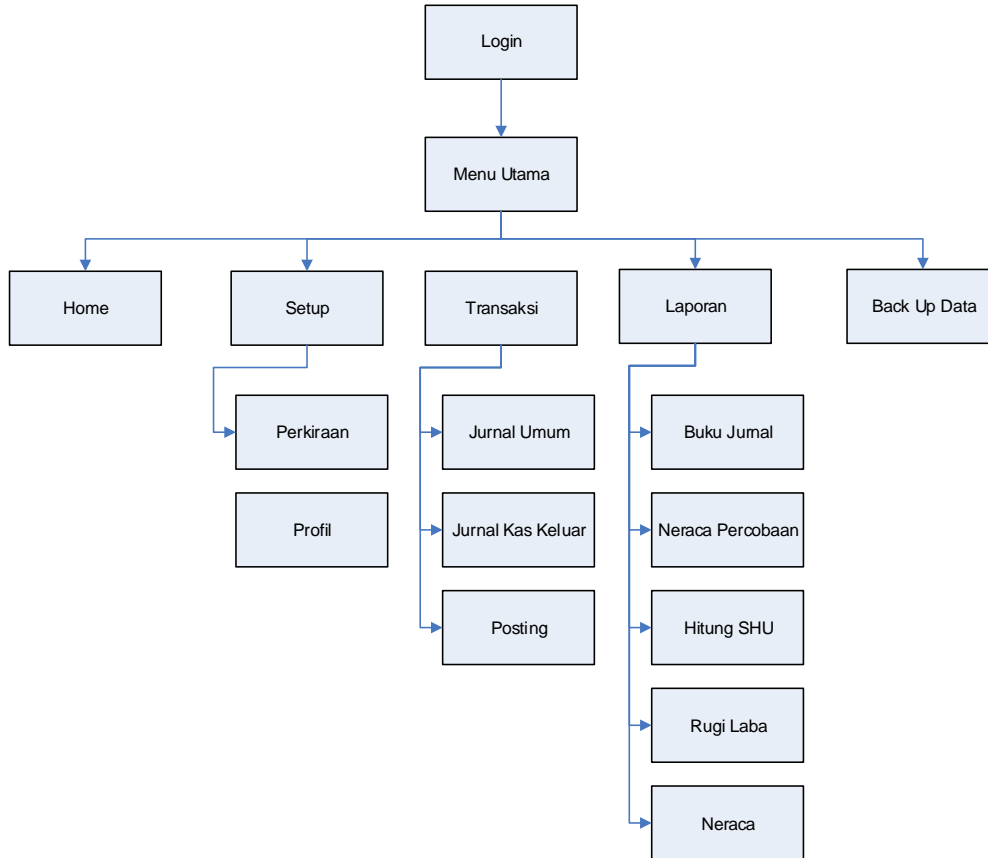 Login
Menu Utama
Home
Setup
Transaksi
Laporan
Back Up Data
Perkiraan
Jurnal Umum
Buku Jurnal
Profil
Jurnal Kas Keluar
Neraca Percobaan
Posting
Hitung SHU
Rugi Laba
Neraca